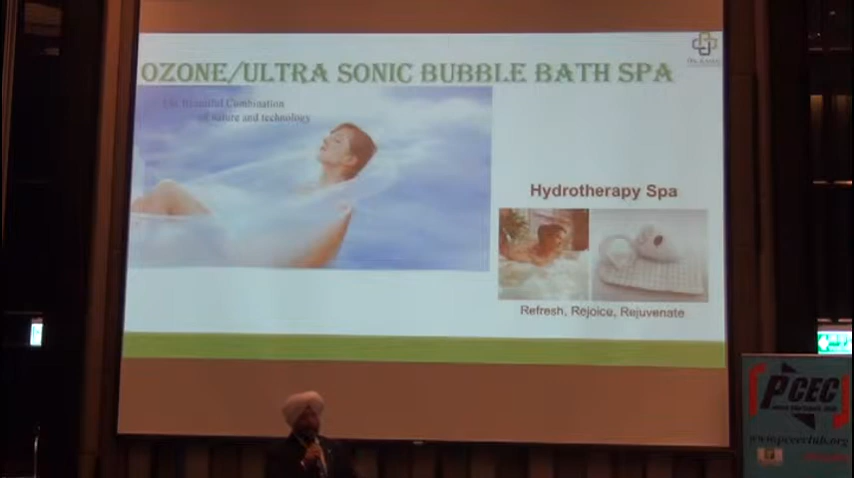 OZONE/ULTRA SONIC BUBBLE BATH SPA
The Beautiful Combination
of nature and technology
Hydrotherapy Spa
Refresh, Rejoice, Rejuvenate
PCEC
www.pcecclub.org